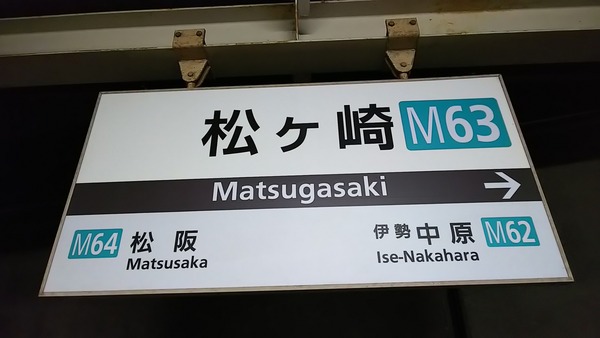 松ヶ崎 M63
Matsugasaki →
M64 松阪
Matsusaka
伊勢中原 M62
Ise-Nakahara